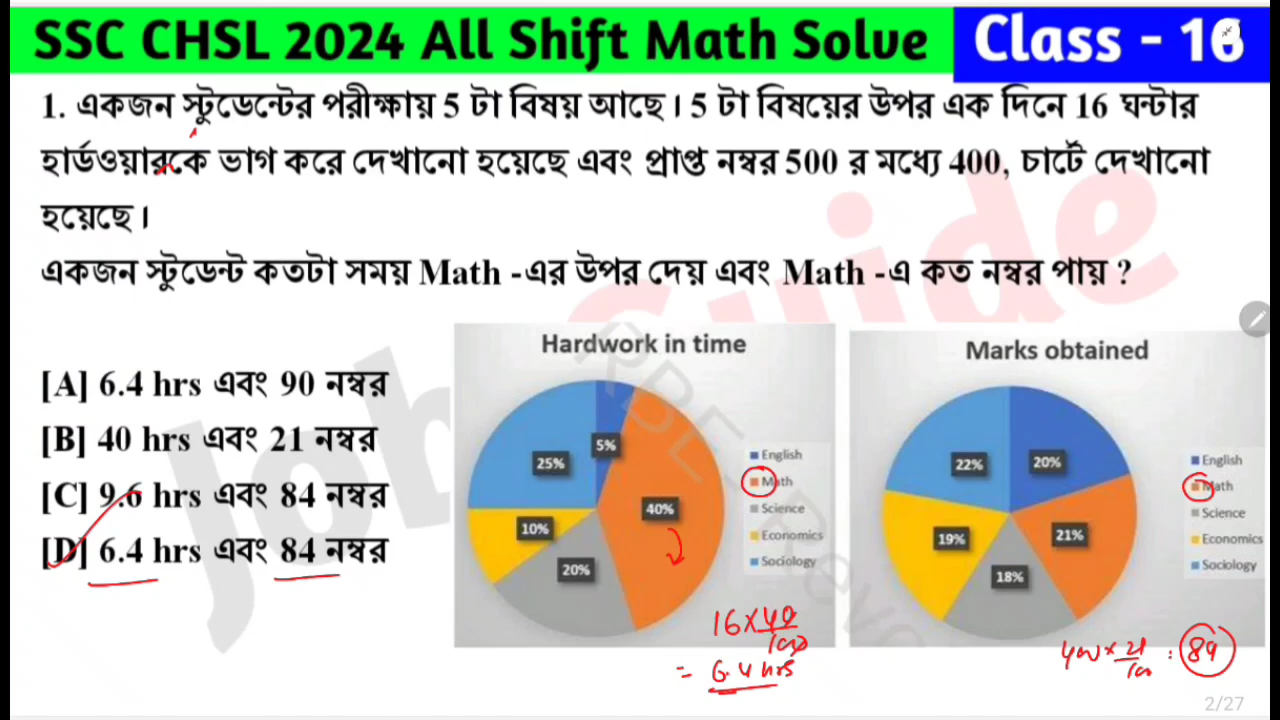 SSC CHSL 2024 All Shift Math Solve Class - 16
1. একজন স্টুডেন্টের পরীক্ষায় 5 টা বিষয় আছে। 5 টা বিষয়ের উপর এক দিনে 16 ঘন্টার
হার্ডওয়ারকে ভাগ করে দেখানো হয়েছে এবং প্রাপ্ত নম্বর 500 র মধ্যে 400, চার্টে দেখানো
হয়েছে।
একজন স্টুডেন্ট কতটা সময় Math -এর উপর দেয় এবং Math -এ কত নম্বর পায় ?
[A] 6.4 hrs এবং 90 নম্বর
[B] 40 hrs এবং 21 নম্বর
[C] 9.6 hrs এবং 84 নম্বর
[D] 6.4 hrs এবং 84 নম্বর
Hardwork in time
5%
25%
40%
10%
20%
English
Math
Science
Economics
Sociology
16 × 40/100
= 6.4 hrs
Marks obtained
22%
20%
19%
21%
18%
English
Math
Science
Economics
Sociology
400 × 21/100 = 84
Job Guide
2/27